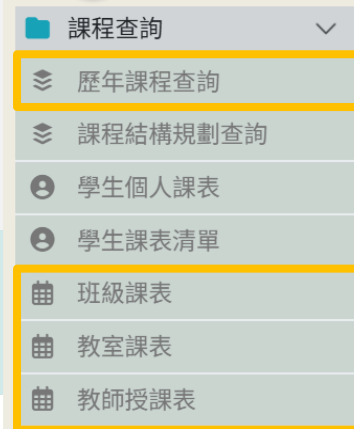 課程查詢
歷年課程查詢
課程結構規劃查詢
學生個人課表
學生課表清單
班級課表
教室課表
教師授課表